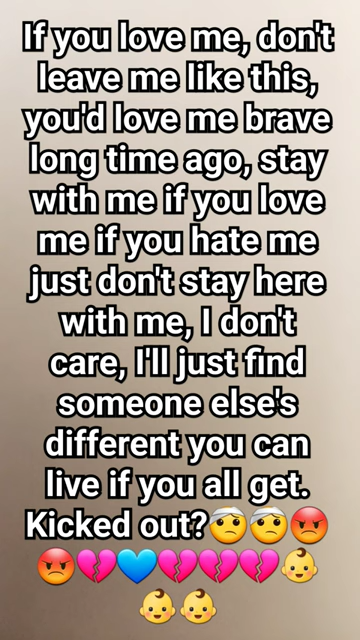 If you love me, don't
leave me like this,
you'd love me brave
long time ago, stay
with me if you love
me if you hate me
just don't stay here
with me, I don't
care, I'll just find
someone else's
different you can
live if you all get.
Kicked out?🤕🤕😡
😡💔💙💔💔💔👶
👶👶